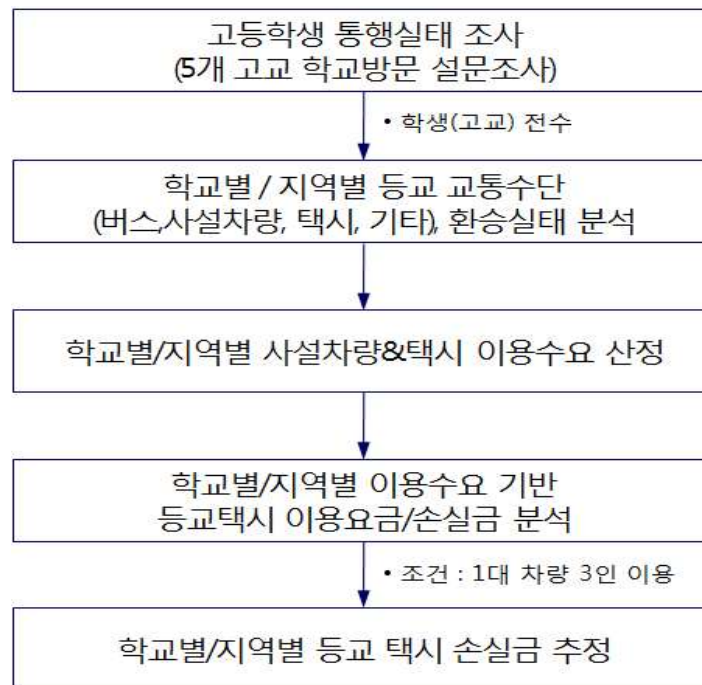 고등학생 통행실태 조사
(5개 고교 학교방문 설문조사)
• 학생(고교) 전수
학교별 / 지역별 등교 교통수단
(버스,사설차량, 택시, 기타), 환승실태 분석
학교별/지역별 사설차량&택시 이용수요 산정
학교별/지역별 이용수요 기반
등교택시 이용요금/손실금 분석
• 조건 : 1대 차량 3인 이용
학교별/지역별 등교 택시 손실금 추정